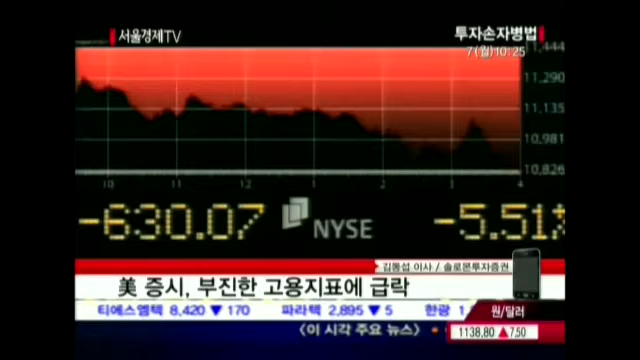 서울경제TV
투자손자병법
7(월)10:25
11,444
11,290
11,135
10,981
10,826
10 11 12 1 2 3 4
-630.07 NYSE -5.51%
김동섭 이사 / 솔로몬투자증권
美 증시, 부진한 고용지표에 급락
티에스엠텍 8,420 ▼ 170 파라텍 2,895 ▼ 5 한광 1,
원/달러
<이 시각 주요 뉴스>
1138.80 ▲7.50